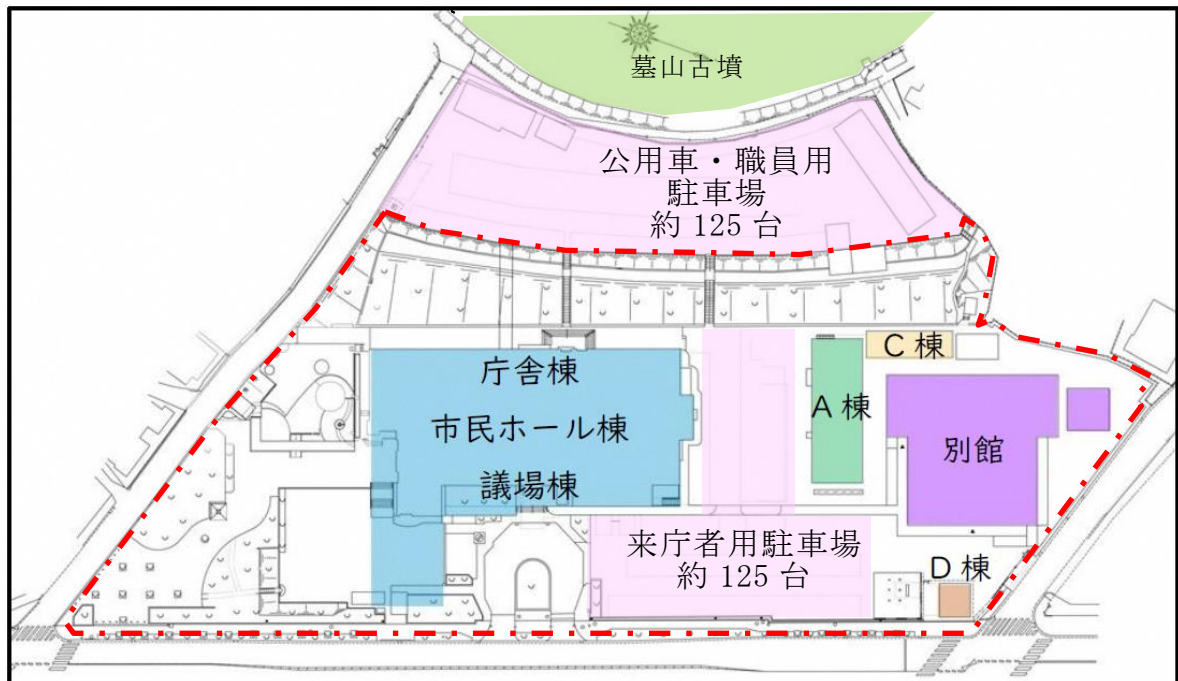 墓山古墳
公用車・職員用
駐車場
約 125 台
C 棟
庁舎棟
A 棟
市民ホール棟
別館
議場棟
来庁者用駐車場
約 125 台
D 棟